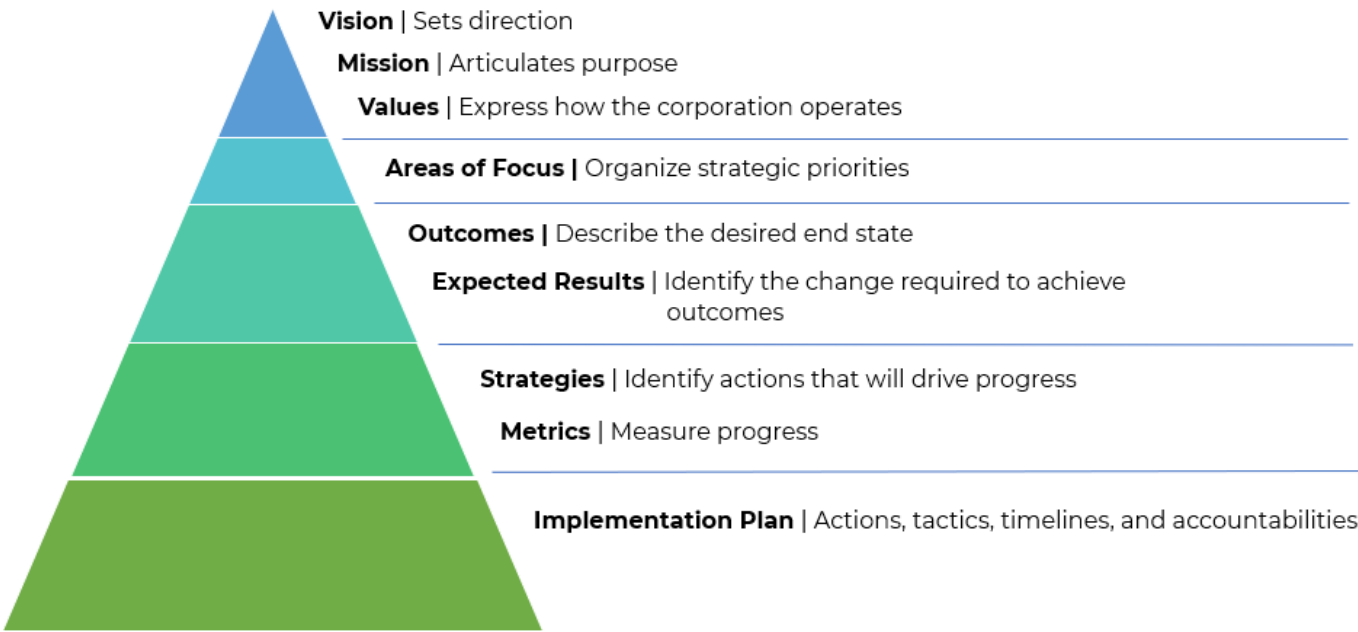 Vision | Sets direction
Mission | Articulates purpose
Values | Express how the corporation operates
Areas of Focus | Organize strategic priorities
Outcomes | Describe the desired end state
Expected Results | Identify the change required to achieve
outcomes
Strategies | Identify actions that will drive progress
Metrics | Measure progress
Implementation Plan | Actions, tactics, timelines, and accountabilities